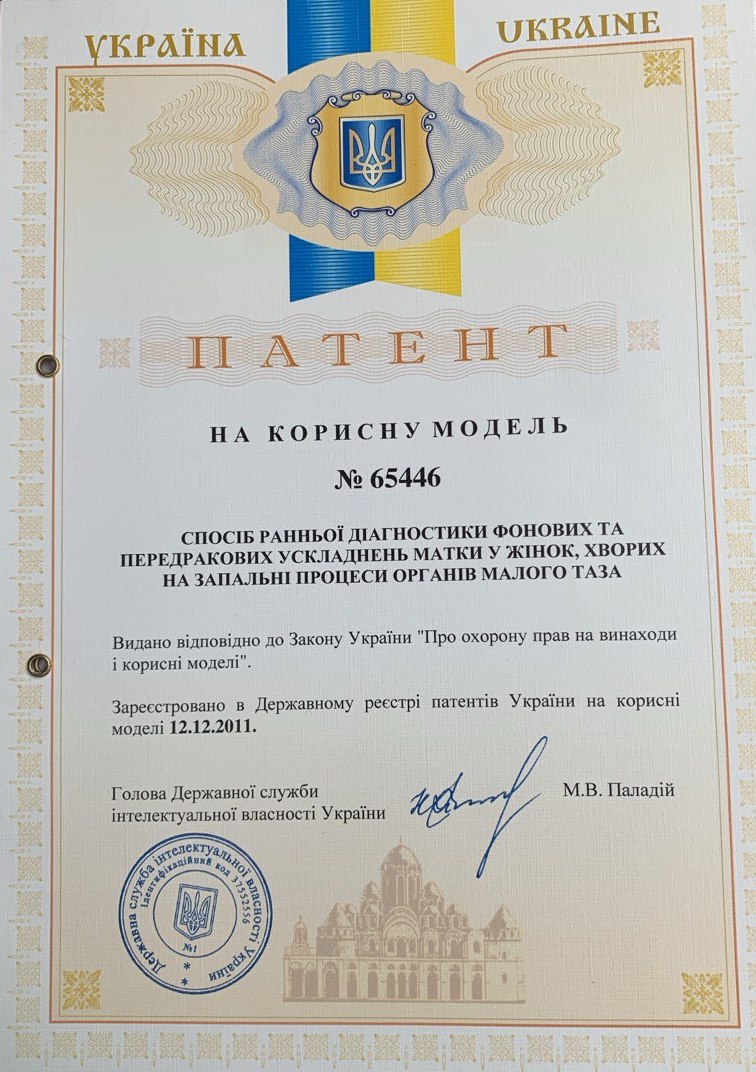 УКРАЇНА
UKRAINE
ПАТЕНТ
НА КОРИСНУ МОДЕЛЬ
№ 65446
СПОСІБ РАННЬОЇ ДІАГНОСТИКИ ФОНОВИХ ТА
ПЕРЕДРАКОВИХ УСКЛАДНЕНЬ МАТКИ У ЖІНОК, ХВОРИХ
НА ЗАПАЛЬНІ ПРОЦЕСИ ОРГАНІВ МАЛОГО ТАЗА
Видано відповідно до Закону України "Про охорону прав на винаходи
і корисні моделі".
Зареєстровано в Державному реєстрі патентів України на корисні
моделі 12.12.2011.
Голова Державної служби
інтелектуальної власності України
М.В. Паладій
Державна служба інтелектуальної власності України
Ідентифікаційний код 37552556
№1